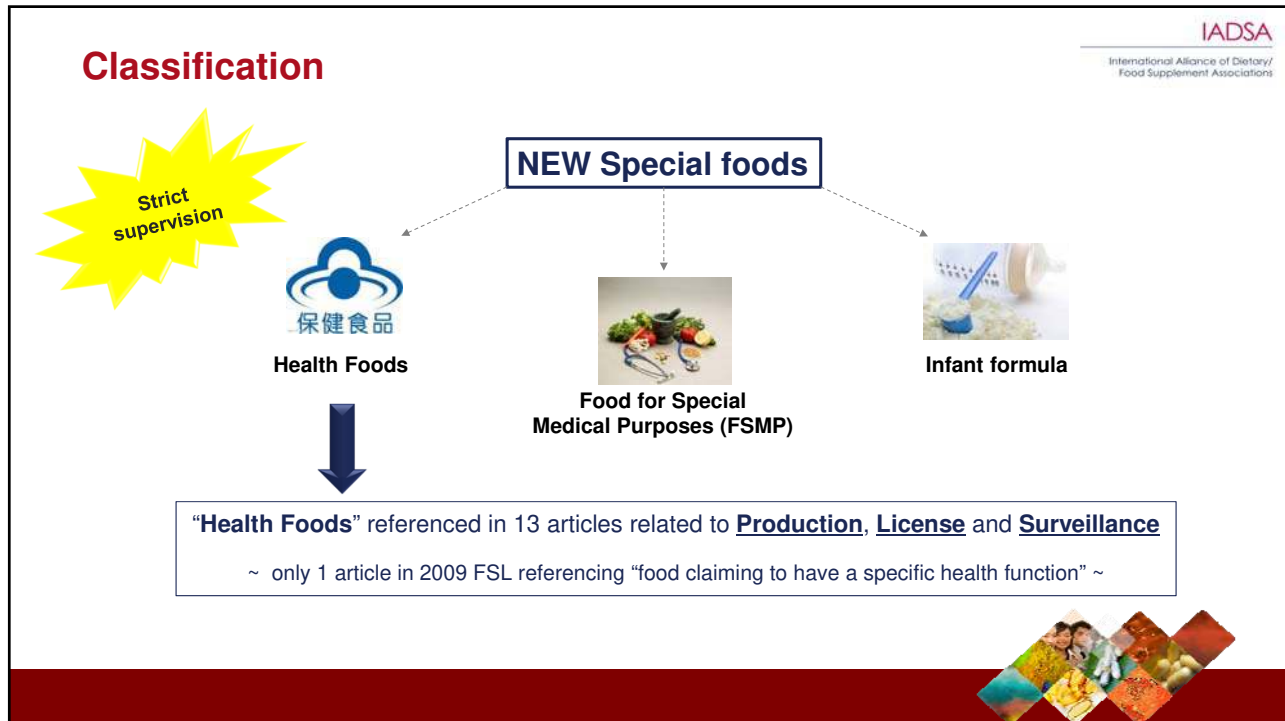 IADSA
International Alliance of Dietary/
Food Supplement Associations
Classification
Strict
supervision
NEW Special foods
保健食品
Health Foods
Food for Special
Medical Purposes (FSMP)
Infant formula
“Health Foods” referenced in 13 articles related to Production, License and Surveillance
~ only 1 article in 2009 FSL referencing “food claiming to have a specific health function” ~